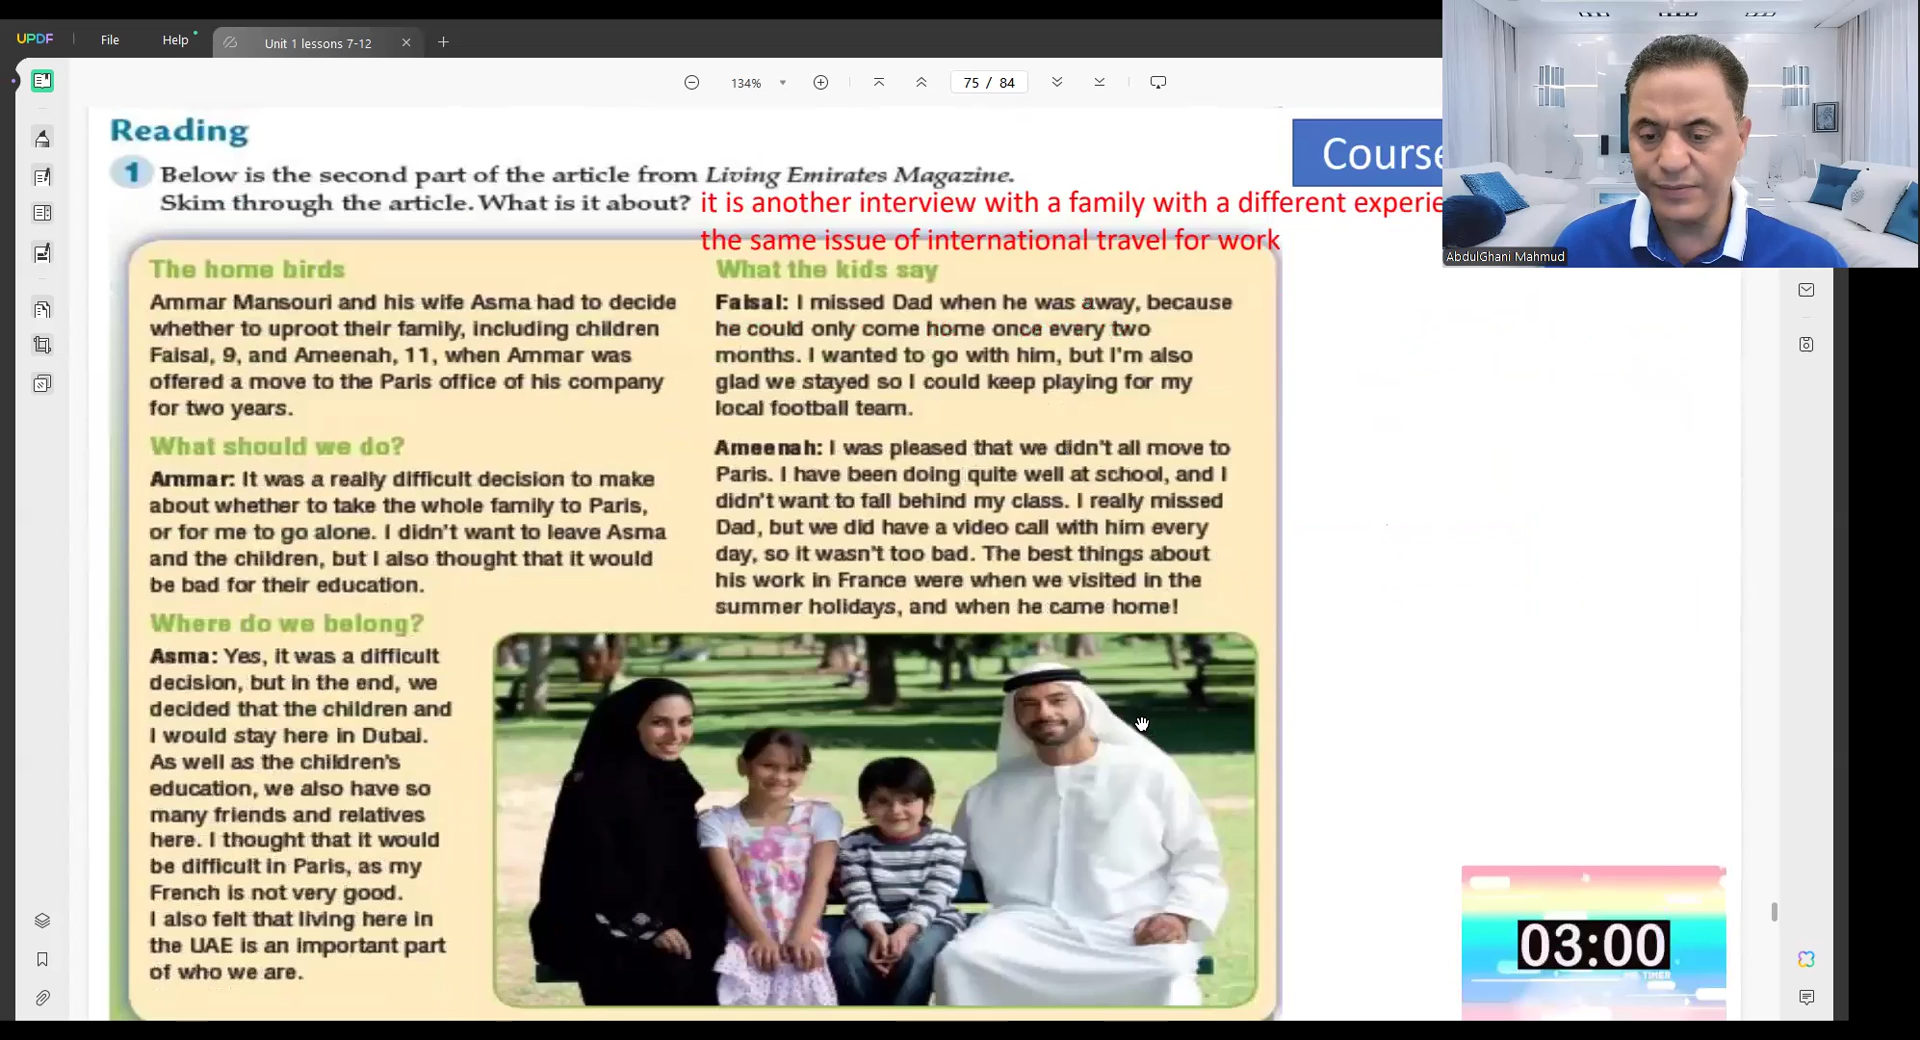 UPDF
File
Help
Unit 1 lessons 7-12
134%
75 / 84
Reading
Course
1 Below is the second part of the article from Living Emirates Magazine.
Skim through the article. What is it about? it is another interview with a family with a different experie
the same issue of international travel for work
AbdulGhani Mahmud
The home birds
Ammar Mansouri and his wife Asma had to decide
whether to uproot their family, including children
Faisal, 9, and Ameenah, 11, when Ammar was
offered a move to the Paris office of his company
for two years.
What should we do?
Ammar: It was a really difficult decision to make
about whether to take the whole family to Paris,
or for me to go alone. I didn't want to leave Asma
and the children, but I also thought that it would
be bad for their education.
Where do we belong?
Asma: Yes, it was a difficult
decision, but in the end, we
decided that the children and
I would stay here in Dubai.
As well as the children's
education, we also have so
many friends and relatives
here. I thought that it would
be difficult in Paris, as my
French is not very good.
I also felt that living here in
the UAE is an important part
of who we are.
What the kids say
Faisal: I missed Dad when he was away, because
he could only come home once every two
months. I wanted to go with him, but I'm also
glad we stayed so I could keep playing for my
local football team.
Ameenah: I was pleased that we didn't all move to
Paris. I have been doing quite well at school, and I
didn't want to fall behind my class. I really missed
Dad, but we did have a video call with him every
day, so it wasn't too bad. The best things about
his work in France were when we visited in the
summer holidays, and when he came home!
03:00